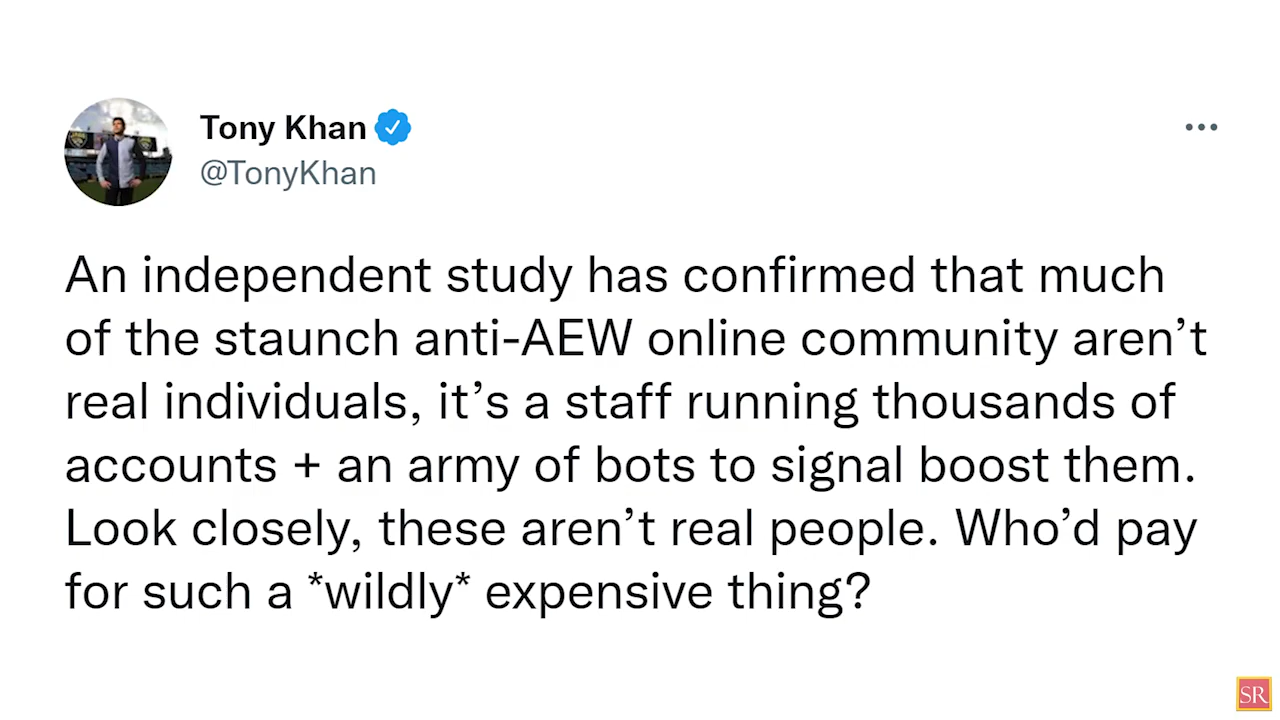 Tony Khan
@TonyKhan
An independent study has confirmed that much
of the staunch anti-AEW online community aren’t
real individuals, it’s a staff running thousands of
accounts + an army of bots to signal boost them.
Look closely, these aren’t real people. Who’d pay
for such a *wildly* expensive thing?
SR